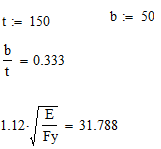 t := 150 b := 50
b/t = 0.333
1.12·√(E/Fy) = 31.788